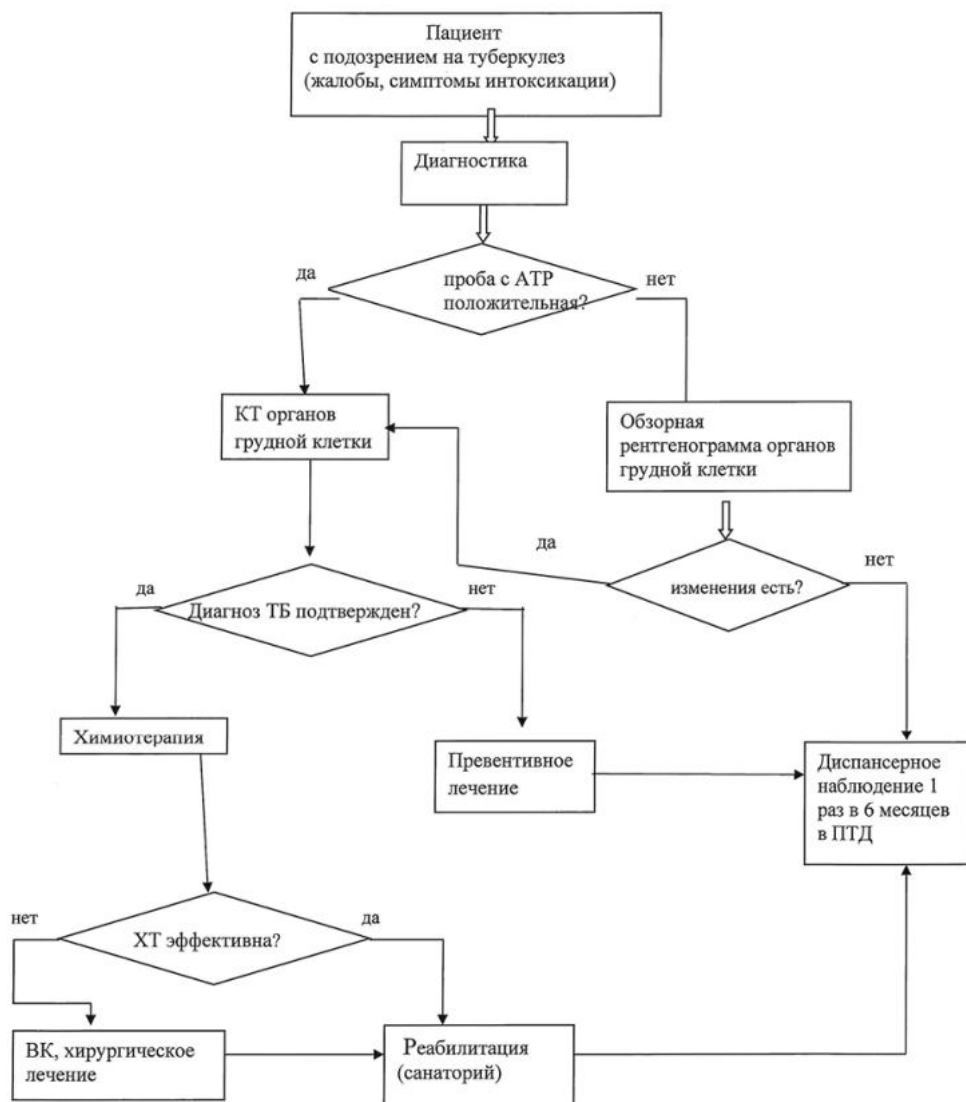 Пациент
с подозрением на туберкулез
(жалобы, симптомы интоксикации)
Диагностика
да
проба с АТР
положительная?
нет
КТ органов
грудной клетки
Обзорная
рентгенограмма органов
грудной клетки
да
изменения есть?
нет
да
Диагноз ТБ подтвержден?
нет
Химиотерапия
Превентивное
лечение
Диспансерное
наблюдение 1
раз в 6 месяцев
в ПТД
нет
ХТ эффективна?
да
ВК, хирургическое
лечение
Реабилитация
(санаторий)